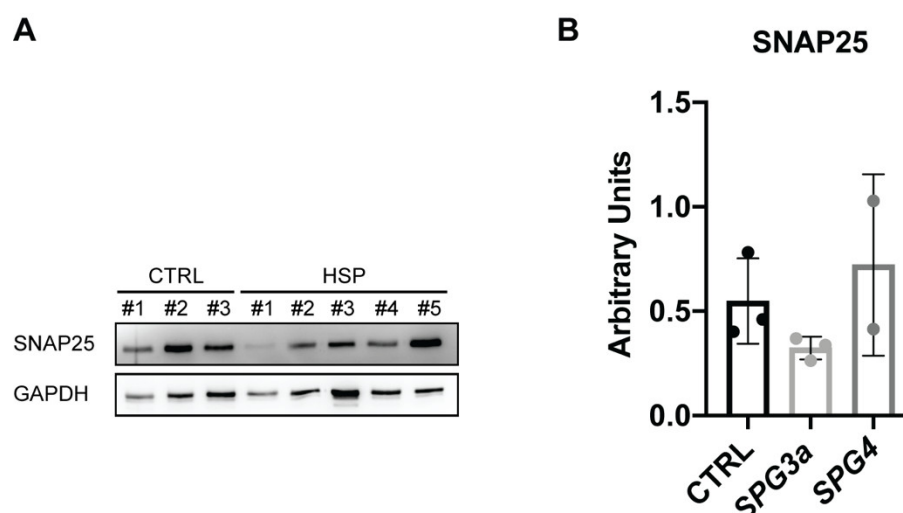 A
CTRL HSP
#1 #2 #3 #1 #2 #3 #4 #5
SNAP25
GAPDH
B
SNAP25
Arbitrary Units
1.5
1.0
0.5
0.0
CTRL
SPG3a
SPG4